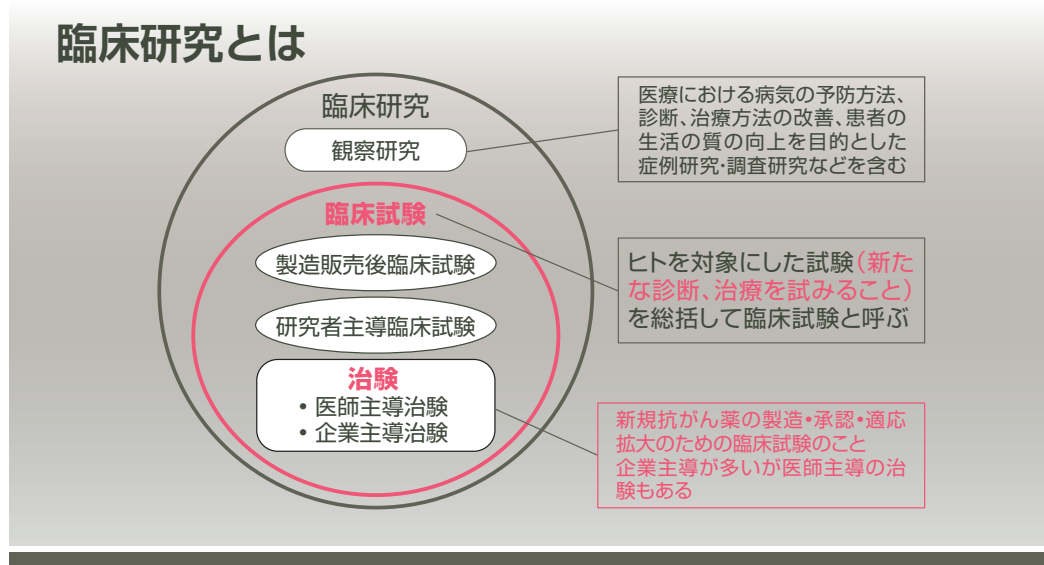 臨床研究とは
臨床研究
観察研究
臨床試験
製造販売後臨床試験
研究者主導臨床試験
治験
• 医師主導治験
• 企業主導治験
医療における病気の予防方法、
診断、治療方法の改善、患者の
生活の質の向上を目的とした
症例研究・調査研究などを含む
ヒトを対象にした試験（新た
な診断、治療を試みること）
を総括して臨床試験と呼ぶ
新規抗がん薬の製造・承認・適応
拡大のための臨床試験のこと
企業主導が多いが医師主導の治
験もある